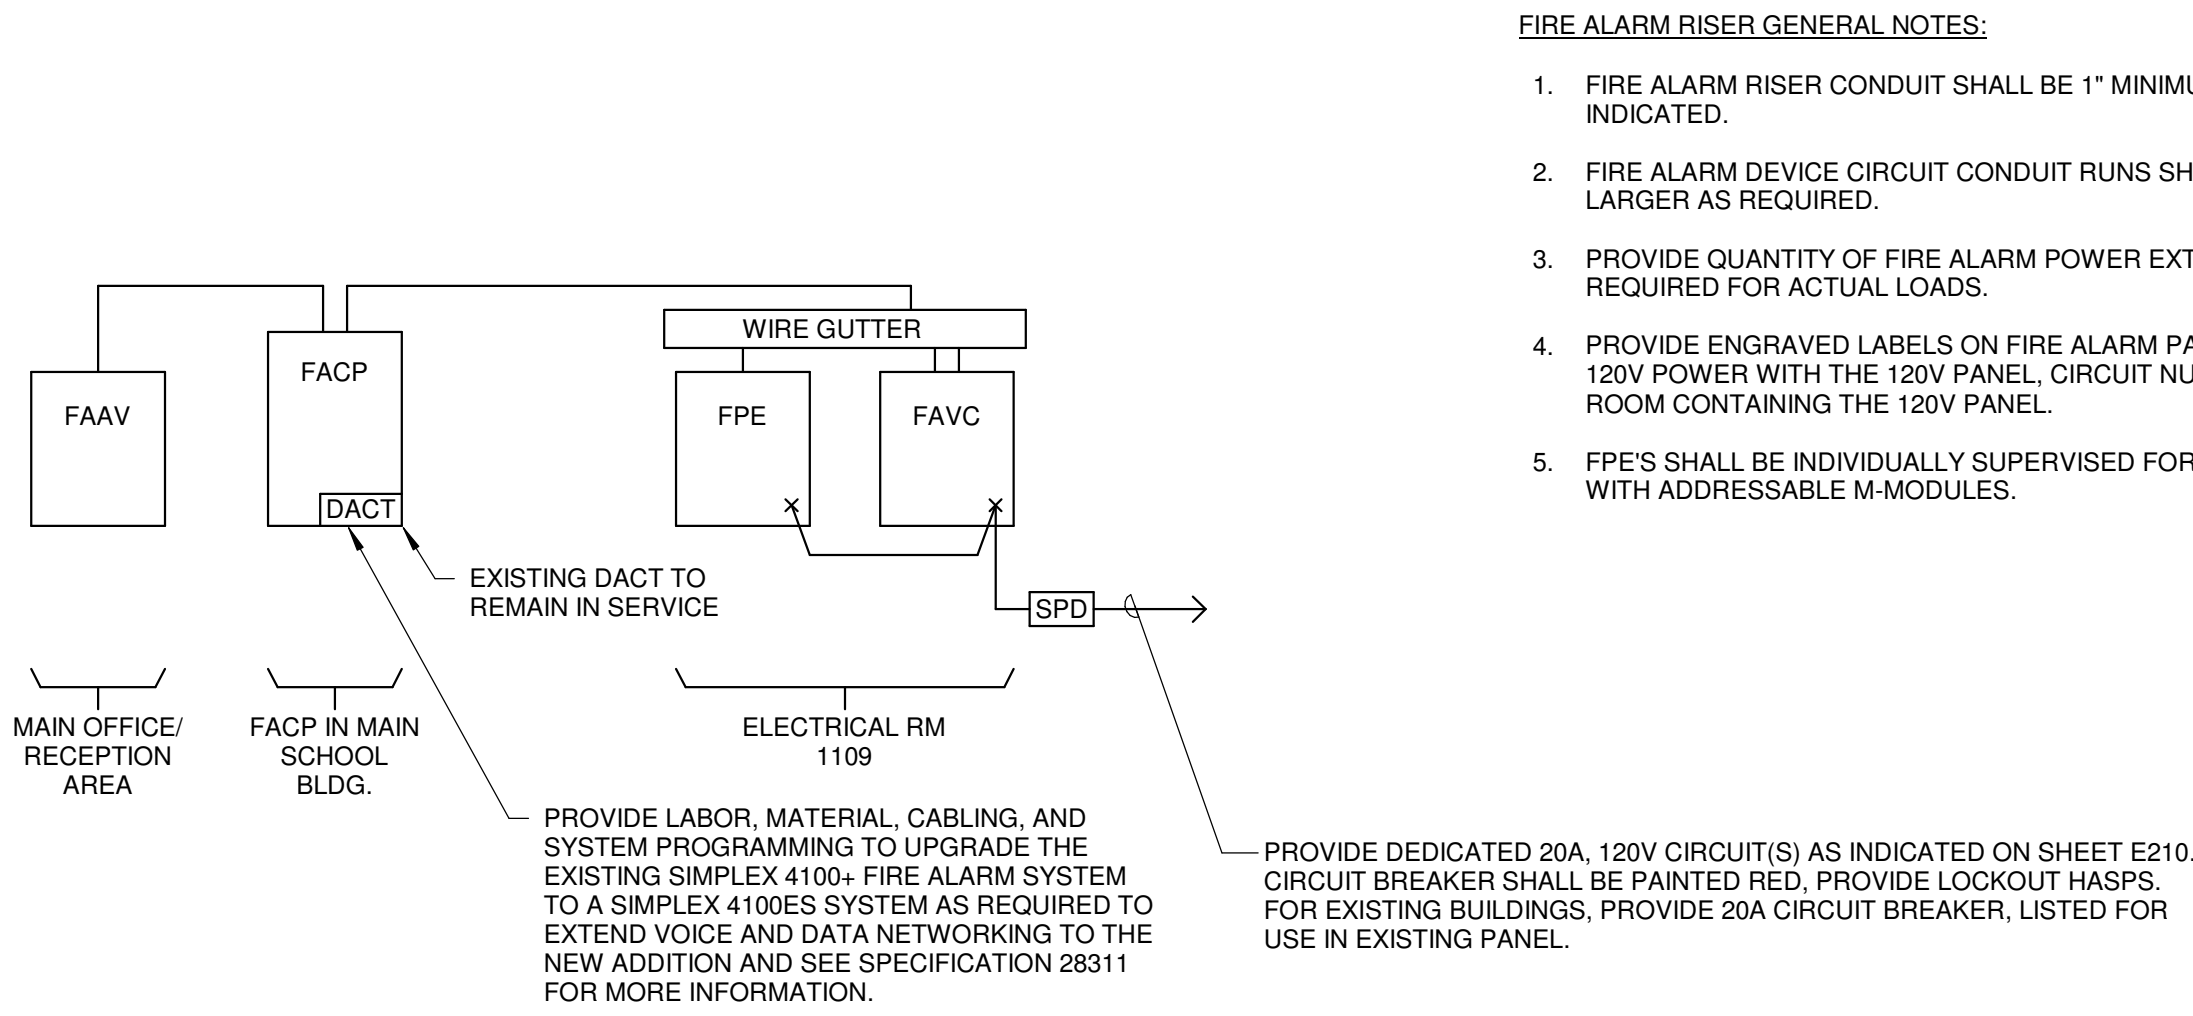 FIRE ALARM RISER GENERAL NOTES:
1. FIRE ALARM RISER CONDUIT SHALL BE 1"
INDICATED.
2. FIRE ALARM DEVICE CIRCUIT CONDUIT RUNS
LARGER AS REQUIRED.
3. PROVIDE QUANTITY OF FIRE ALARM POWER
REQUIRED FOR ACTUAL LOADS.
4. PROVIDE ENGRAVED LABELS ON FIRE ALARM
120V POWER WITH THE 120V PANEL, CIRCUIT
ROOM CONTAINING THE 120V PANEL.
5. FPE'S SHALL BE INDIVIDUALLY SUPERVISED FOR
WITH ADDRESSABLE M-MODULES.
WIRE GUTTER
FACP
FAAV
FPE
FAVC
DACT
EXISTING DACT TO
REMAIN IN SERVICE
SPD
MAIN OFFICE/
RECEPTION
AREA
FACP IN MAIN
SCHOOL
BLDG.
ELECTRICAL RM
1109
PROVIDE LABOR, MATERIAL, CABLING, AND
SYSTEM PROGRAMMING TO UPGRADE THE
EXISTING SIMPLEX 4100+ FIRE ALARM SYSTEM
TO A SIMPLEX 4100ES SYSTEM AS REQUIRED TO
EXTEND VOICE AND DATA NETWORKING TO THE
NEW ADDITION AND SEE SPECIFICATION 28311
FOR MORE INFORMATION.
PROVIDE DEDICATED 20A, 120V CIRCUIT(S) AS INDICATED ON SHEET E210.
CIRCUIT BREAKER SHALL BE PAINTED RED, PROVIDE LOCKOUT HASPS.
FOR EXISTING BUILDINGS, PROVIDE 20A CIRCUIT BREAKER, LISTED FOR
USE IN EXISTING PANEL.